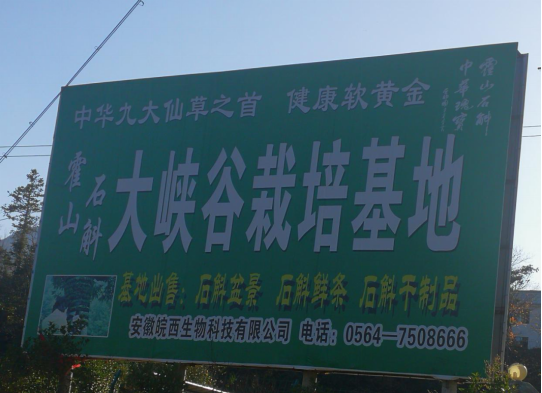 中华九大仙草之首 健康软黄金
霍山石斛
中华瑰宝
霍山石斛
大峡谷栽培基地
基地出售：石斛盆景 石斛鲜条 石斛干制品
安徽皖西生物科技有限公司 电话：0564—7508666